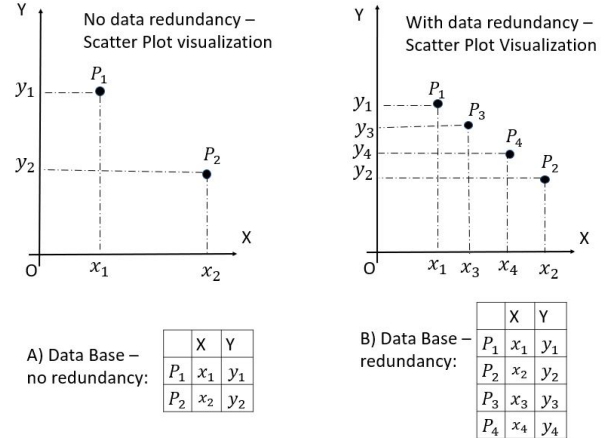 Y
No data redundancy –
Scatter Plot visualization
P₁
y₁
P₂
y₂
X
O
x₁ x₂
Y
With data redundancy –
Scatter Plot Visualization
P₁
y₁
P₃
y₃
P₄
y₄
P₂
y₂
X
O
x₁ x₃ x₄ x₂
A) Data Base –
no redundancy:
X Y
P₁ x₁ y₁
P₂ x₂ y₂
B) Data Base –
redundancy:
X Y
P₁ x₁ y₁
P₂ x₂ y₂
P₃ x₃ y₃
P₄ x₄ y₄